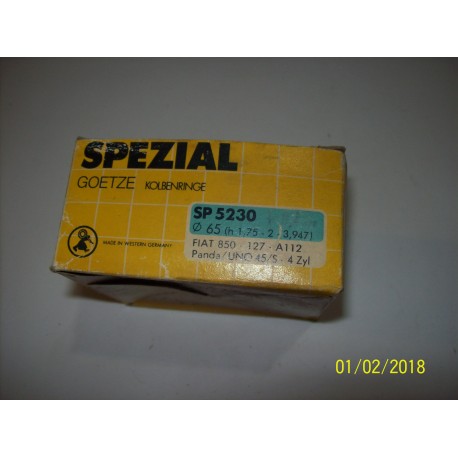 SPEZIAL
GOETZE KOLBENRINGE
MADE IN WESTERN GERMANY
SP 5230
Ø 65 (h 1,75 - 2 - 3,947)
FIAT 850 - 127 - A112
Panda/UNO 45/S - 4 Zyl
01/02/2018